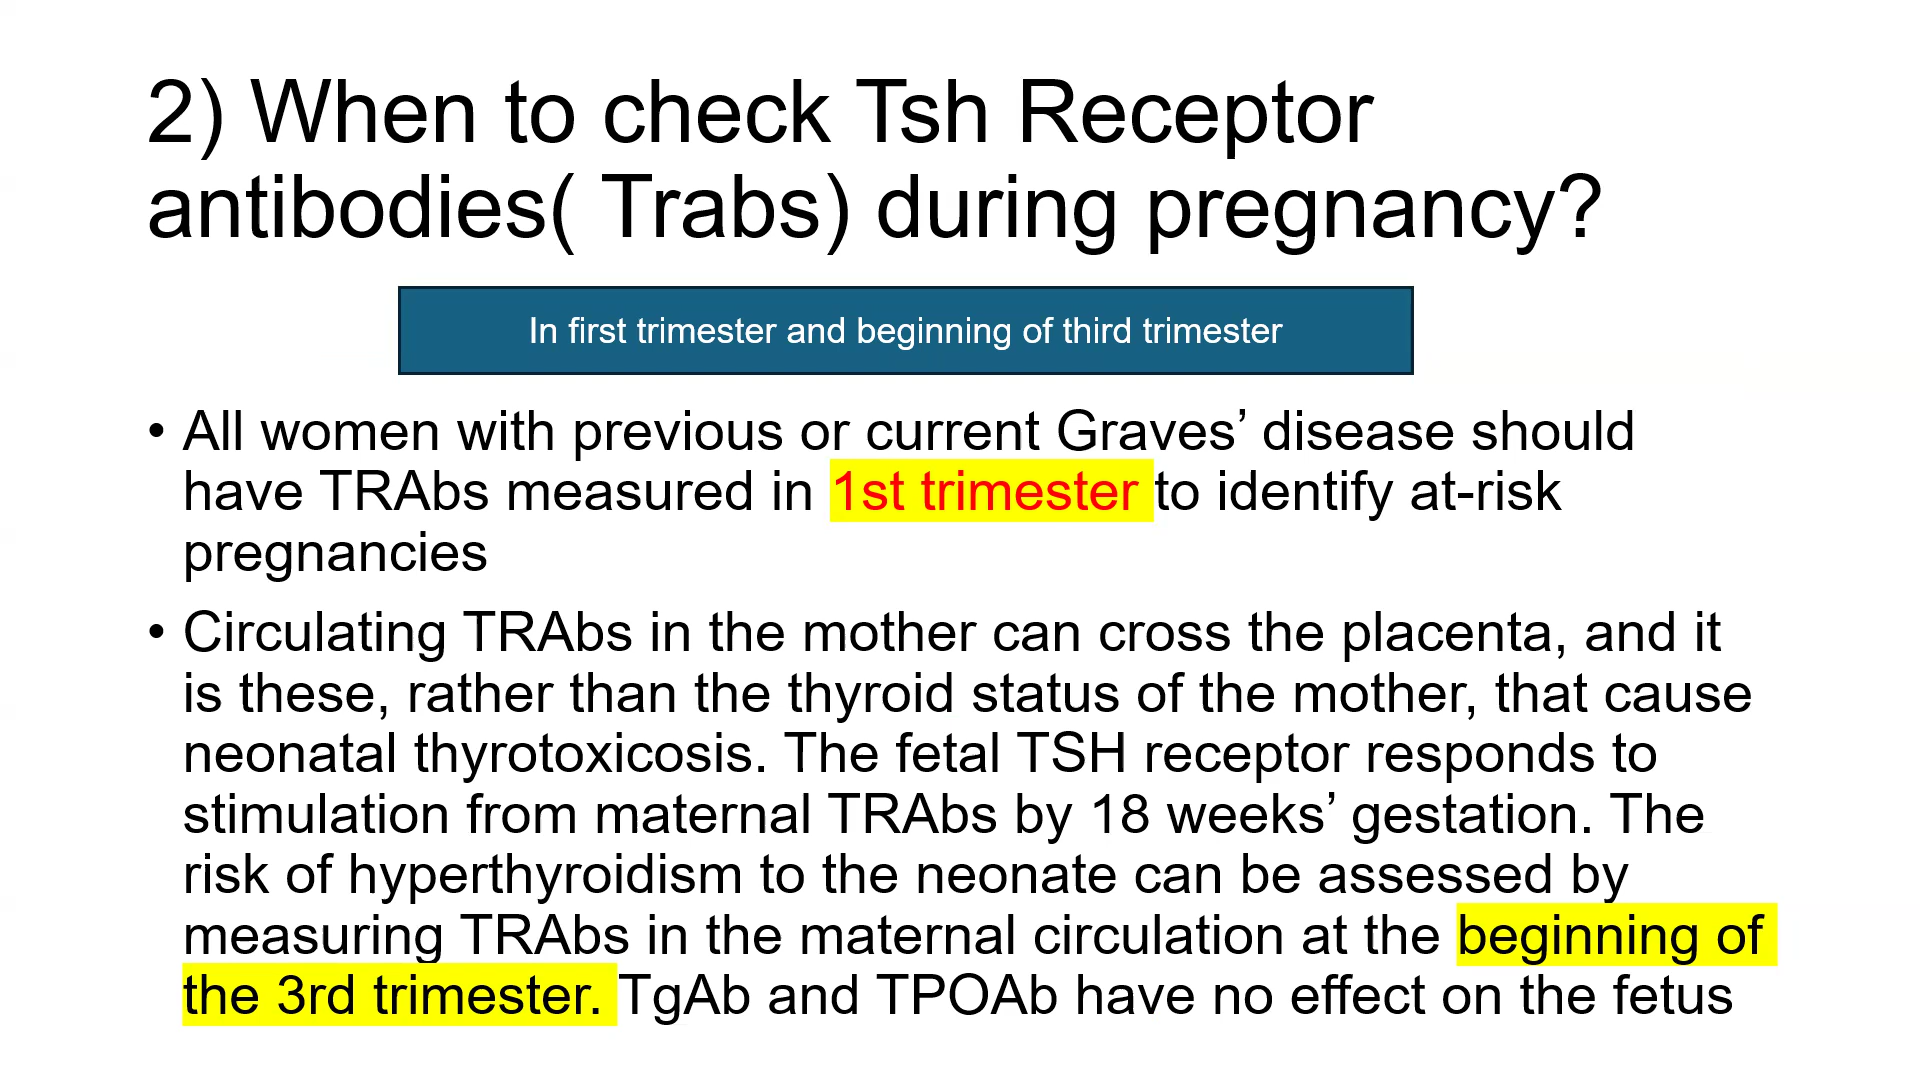 2) When to check Tsh Receptor
antibodies( Trabs) during pregnancy?
In first trimester and beginning of third trimester
• All women with previous or current Graves’ disease should
have TRAbs measured in 1st trimester to identify at-risk
pregnancies
• Circulating TRAbs in the mother can cross the placenta, and it
is these, rather than the thyroid status of the mother, that cause
neonatal thyrotoxicosis. The fetal TSH receptor responds to
stimulation from maternal TRAbs by 18 weeks’ gestation. The
risk of hyperthyroidism to the neonate can be assessed by
measuring TRAbs in the maternal circulation at the beginning of
the 3rd trimester. TgAb and TPOAb have no effect on the fetus